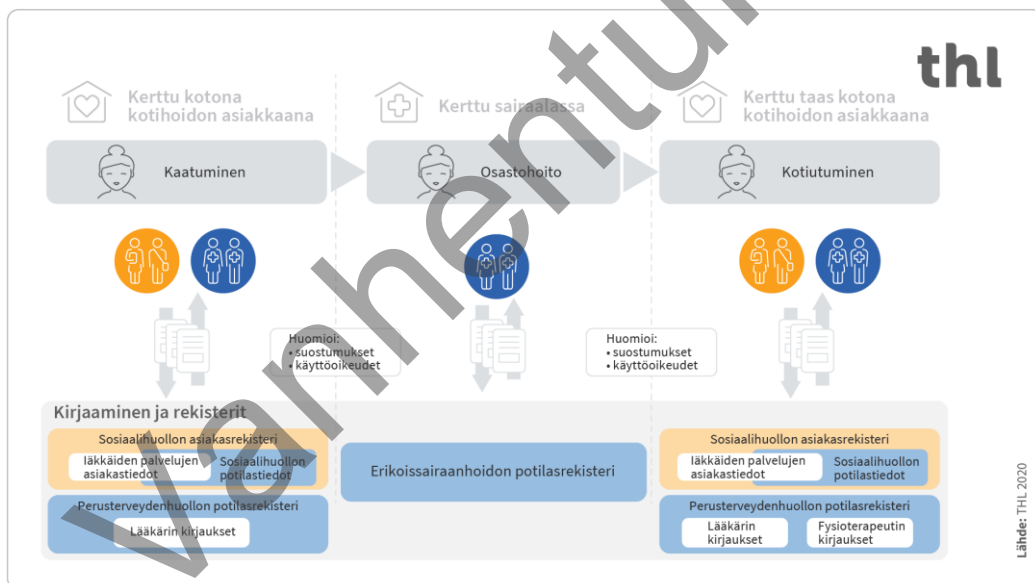 thl
Kerttu kotona
kotihoidon asiakkaana
Kerttu sairaalassa
Kerttu taas kotona
kotihoidon asiakkaana
Kaatuminen
Osastohoito
Kotiutuminen
Huomioi:
• suostumukset
• käyttöoikeudet
Huomioi:
• suostumukset
• käyttöoikeudet
Kirjaaminen ja rekisterit
Sosiaalihuollon asiakasrekisteri
Iäkkäiden palvelujen
asiakastiedot
Sosiaalihuollon
potilastiedot
Perusterveydenhuollon potilasrekisteri
Lääkärin kirjaukset
Erikoissairaanhoidon potilasrekisteri
Sosiaalihuollon asiakasrekisteri
Iäkkäiden palvelujen
asiakastiedot
Sosiaalihuollon
potilastiedot
Perusterveydenhuollon potilasrekisteri
Lääkärin
kirjaukset
Fysioterapeutin
kirjaukset
Lähde: THL 2020